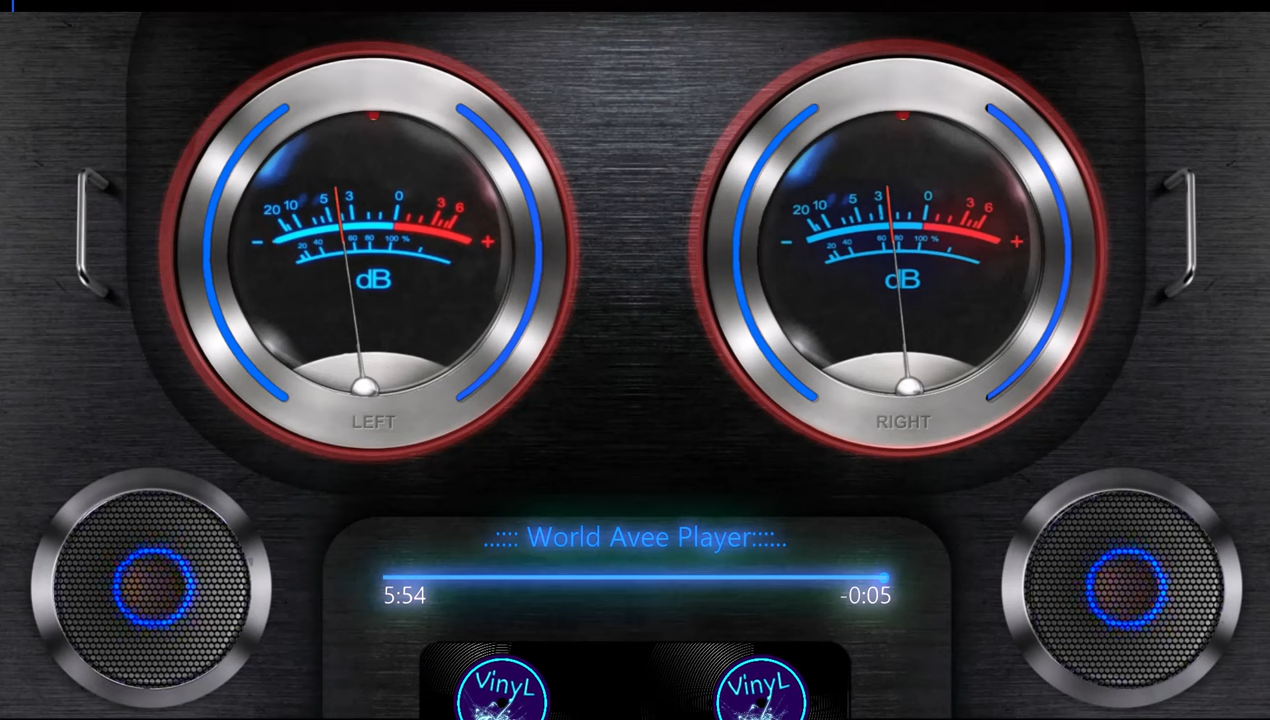 20 10 5 3 0 3 6
- +
20 40 60 80 100 %
dB
LEFT
20 10 5 3 0 3 6
- +
20 40 60 80 100 %
dB
RIGHT
..:::: World Avee Player::::..
5:54 -0:05
VinyL VinyL